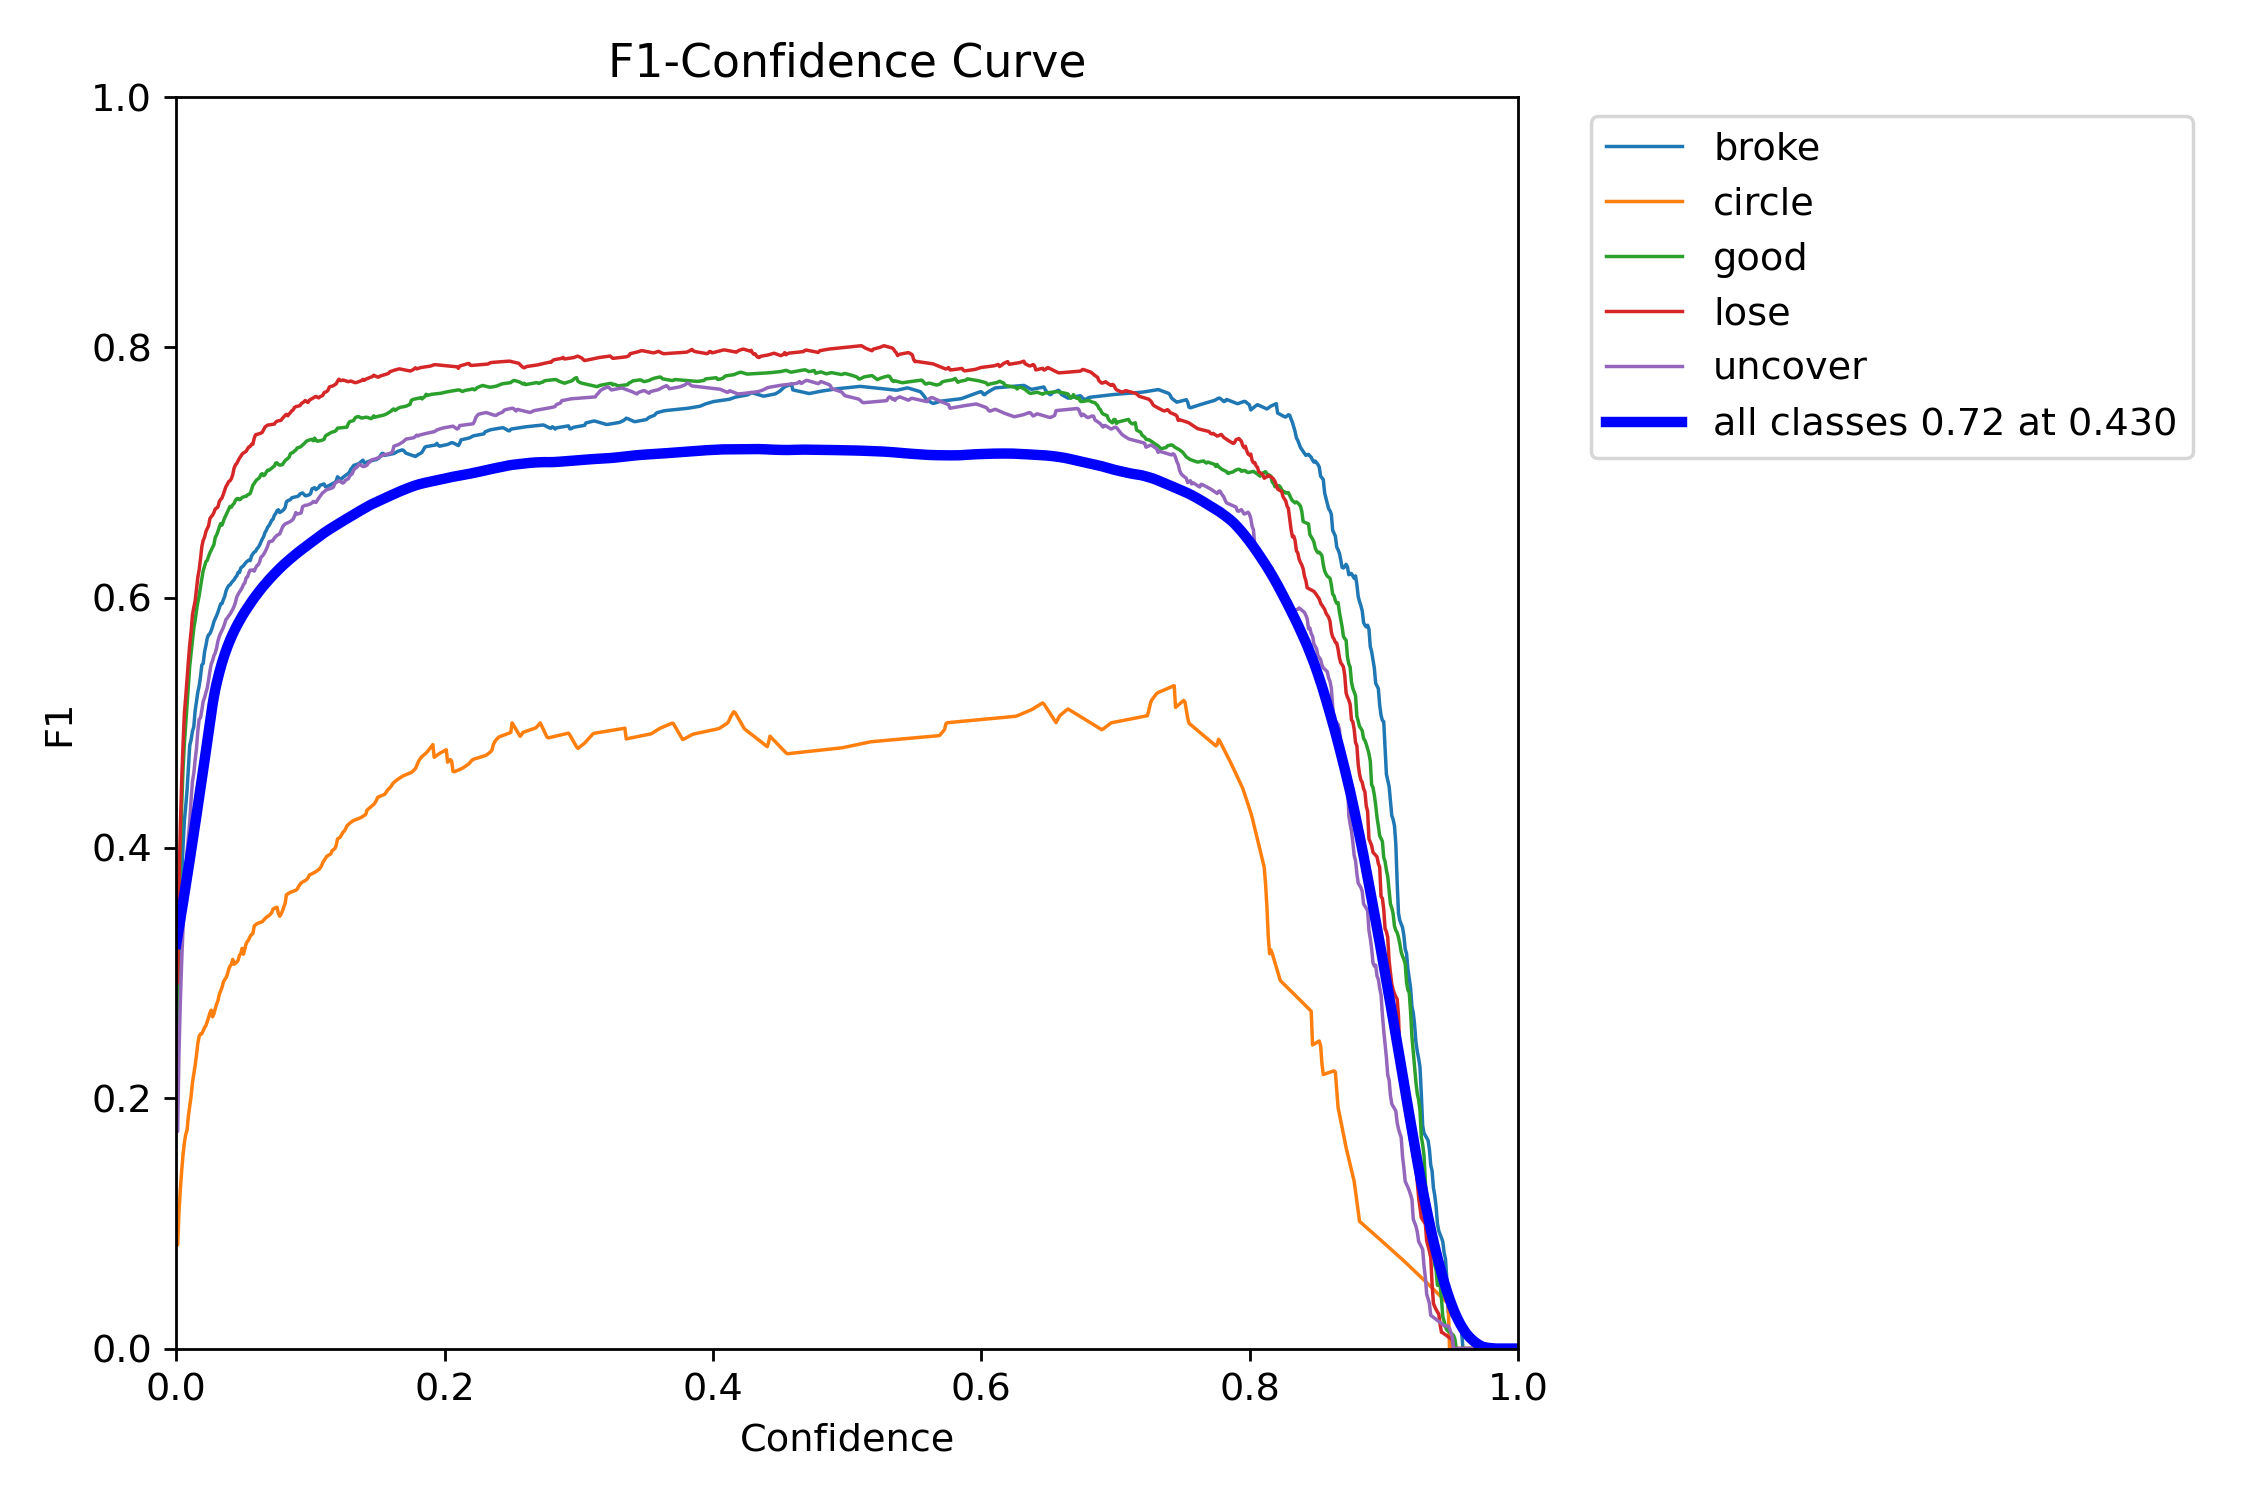 F1-Confidence Curve
1.0
0.8
0.6
0.4
0.2
0.0
F1
0.0 0.2 0.4 0.6 0.8 1.0
Confidence
broke
circle
good
lose
uncover
all classes 0.72 at 0.430